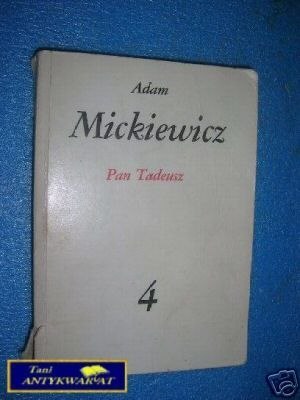 Adam
Mickiewicz
Pan Tadeusz
4
Tani
ANTYKWARIAT